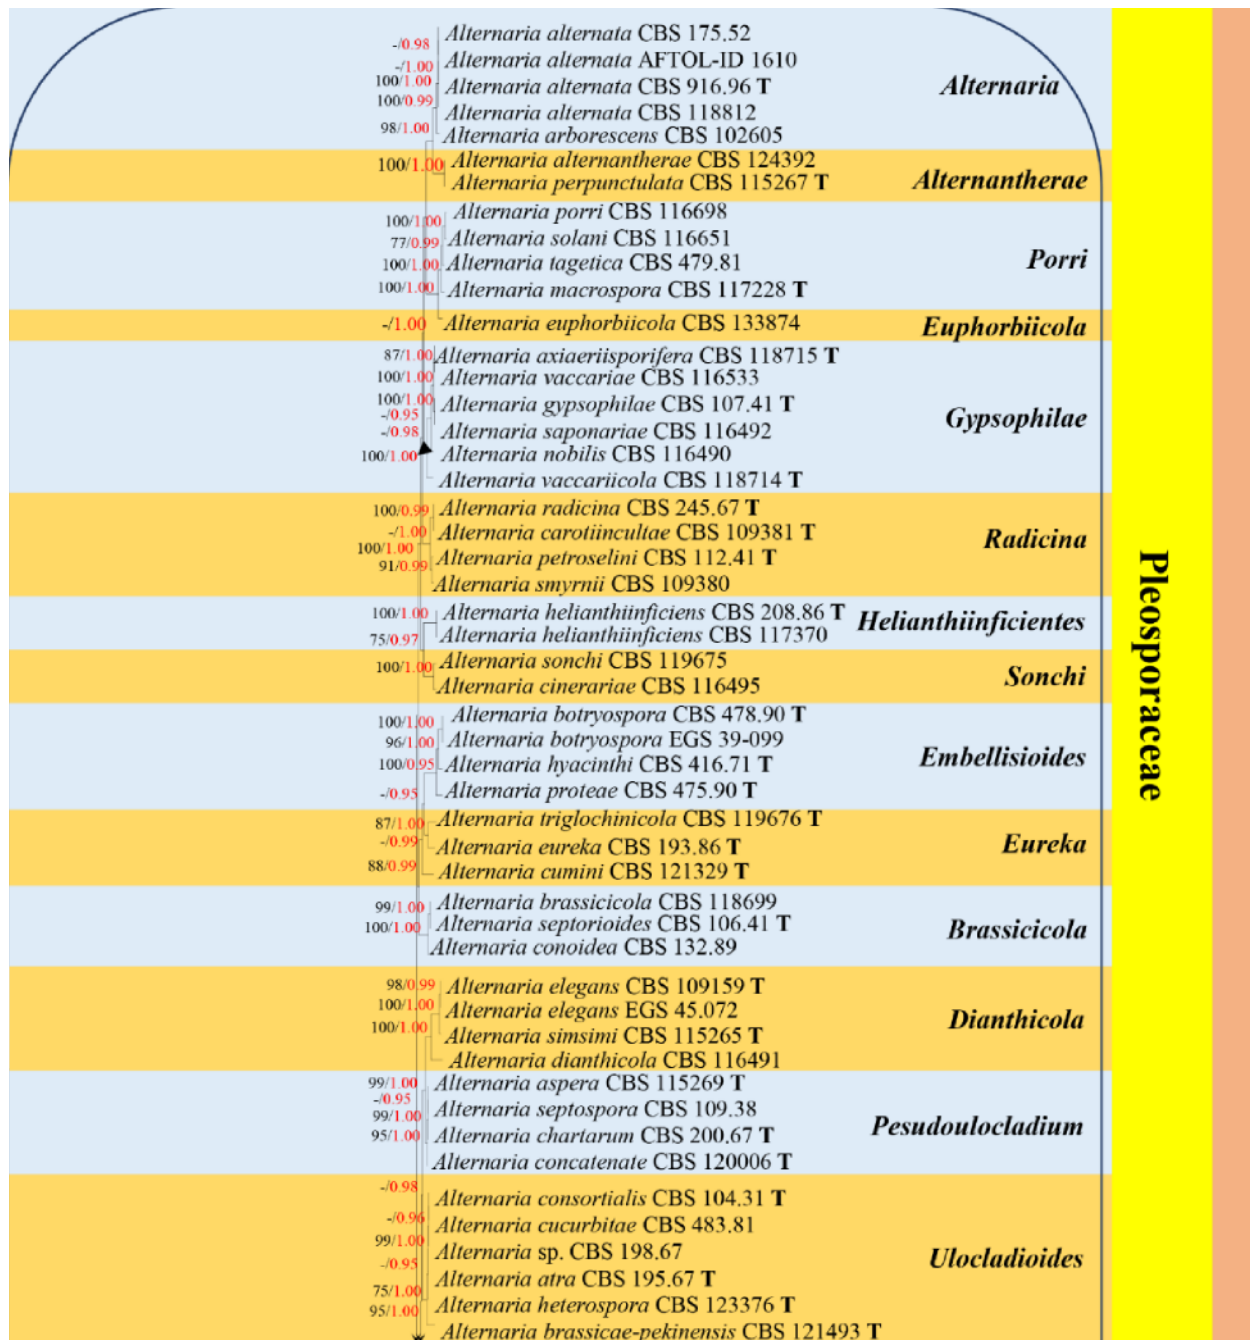 Alternaria alternata CBS 175.52
-/0.98
Alternaria alternata AFTOL-ID 1610
-/1.00
100/1.00
Alternaria alternata CBS 916.96 T
Alternaria
100/0.99
Alternaria alternata CBS 118812
98/1.00
Alternaria arborescens CBS 102605
100/1.00
Alternaria alternantherae CBS 124392
Alternaria perpunctulata CBS 115267 T
Alternantherae
Alternaria porri CBS 116698
100/1.00
Alternaria solani CBS 116651
77/0.99
Alternaria tagetica CBS 479.81
Porri
100/1.00
100/1.00
Alternaria macrospora CBS 117228 T
-/1.00
Alternaria euphorbiicola CBS 133874
Euphorbiicola
87/1.00
Alternaria axiaeriisporifera CBS 118715 T
100/1.00
Alternaria vaccariae CBS 116533
100/1.00
Alternaria gypsophilae CBS 107.41 T
-/0.95
Gypsophilae
-/0.98
Alternaria saponariae CBS 116492
100/1.00
Alternaria nobilis CBS 116490
Alternaria vaccariicola CBS 118714 T
100/0.99
Alternaria radicina CBS 245.67 T
-/1.00
Alternaria carotiincultae CBS 109381 T
Radicina
100/1.00
Alternaria petroselini CBS 112.41 T
91/0.99
Alternaria smyrnii CBS 109380
100/1.00
Alternaria helianthiinficiens CBS 208.86 T
Helianthiinficientes
75/0.97
Alternaria helianthiinficiens CBS 117370
100/1.00
Alternaria sonchi CBS 119675
Sonchi
Alternaria cinerariae CBS 116495
100/1.00
Alternaria botryospora CBS 478.90 T
96/1.00
Alternaria botryospora EGS 39-099
Embellisioides
100/0.95
Alternaria hyacinthi CBS 416.71 T
-/0.95
Alternaria proteae CBS 475.90 T
87/1.00
Alternaria triglochinicola CBS 119676 T
-/0.99
Alternaria eureka CBS 193.86 T
Eureka
88/0.99
Alternaria cumini CBS 121329 T
99/1.00
Alternaria brassicicola CBS 118699
100/1.00
Alternaria septorioides CBS 106.41 T
Brassicicola
Alternaria conoidea CBS 132.89
98/0.99
Alternaria elegans CBS 109159 T
100/1.00
Alternaria elegans EGS 45.072
Dianthicola
100/1.00
Alternaria simsimi CBS 115265 T
Alternaria dianthicola CBS 116491
99/1.00
Alternaria aspera CBS 115269 T
-/0.95
Alternaria septospora CBS 109.38
99/1.00
Pesudoulocladium
95/1.00
Alternaria chartarum CBS 200.67 T
Alternaria concatenate CBS 120006 T
-/0.98
Alternaria consortialis CBS 104.31 T
-/0.96
Alternaria cucurbitae CBS 483.81
99/1.00
Alternaria sp. CBS 198.67
Ulocladioides
-/0.95
Alternaria atra CBS 195.67 T
75/1.00
Alternaria heterospora CBS 123376 T
95/1.00
Alternaria brassicae-pekinensis CBS 121493 T
Pleosporaceae